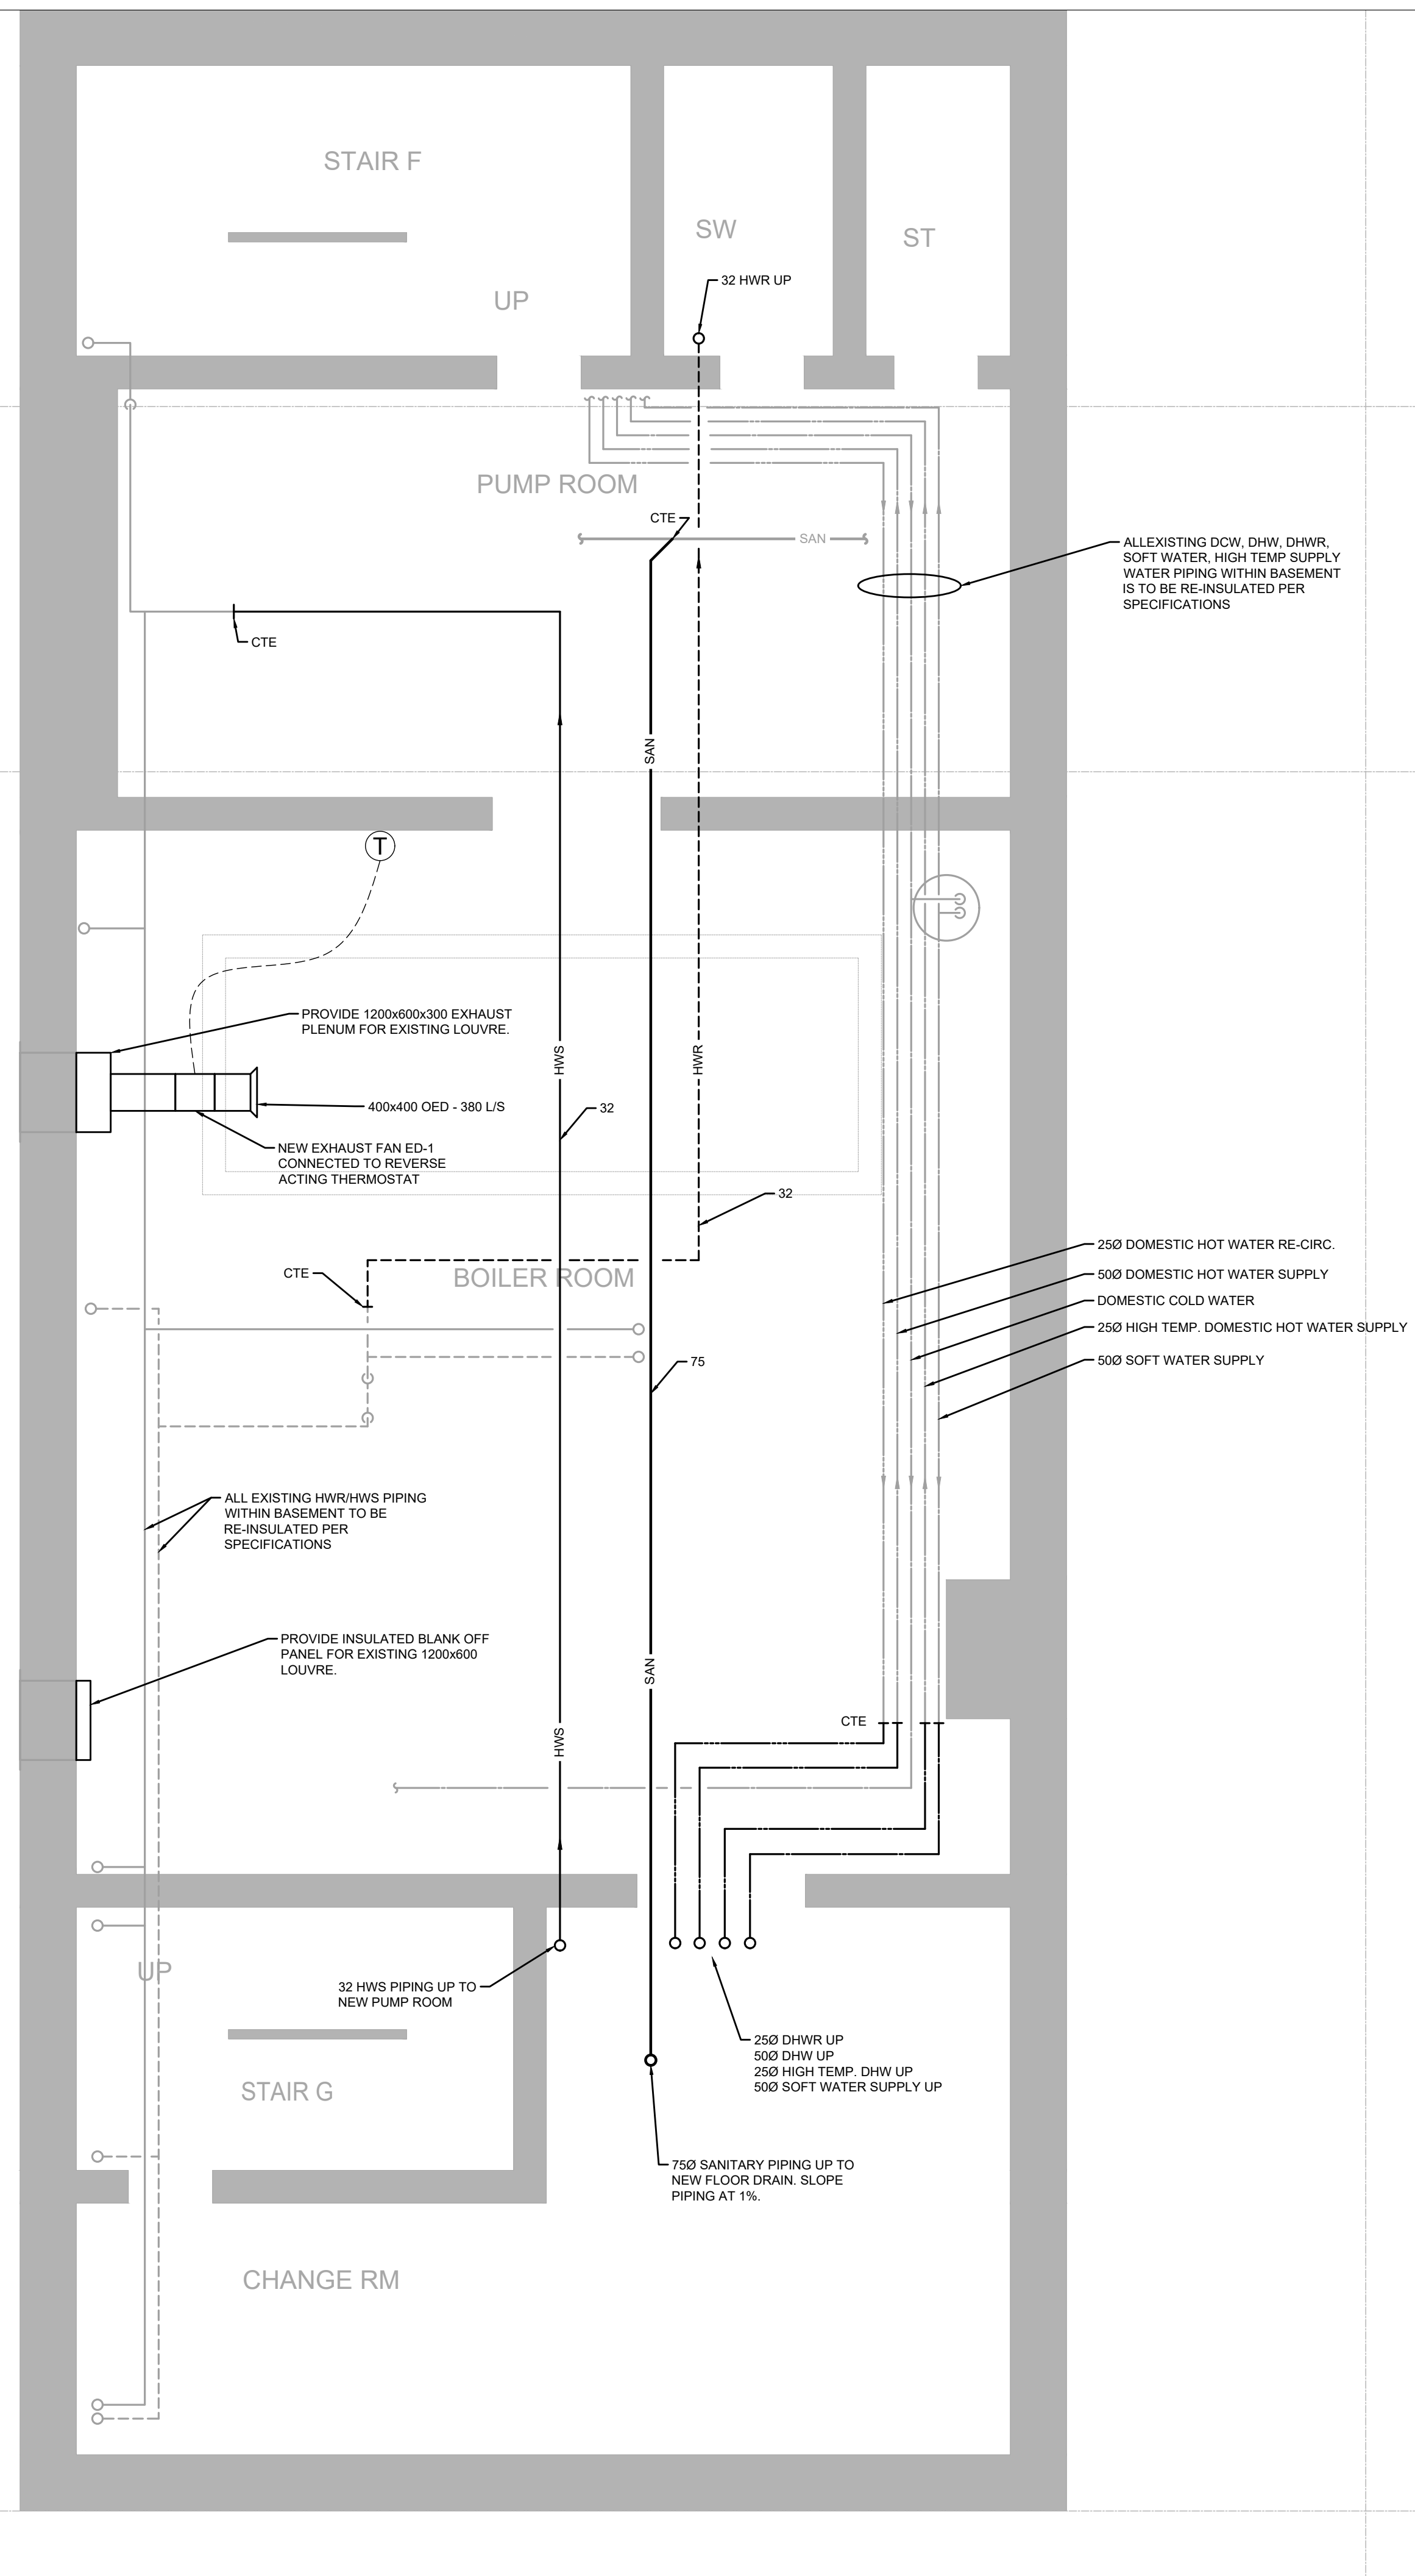 STAIR F
SW
ST
32 HWR UP
UP
PUMP ROOM
CTE
SAN
ALLEXISTING DCW, DHW, DHWR,
SOFT WATER, HIGH TEMP SUPPLY
WATER PIPING WITHIN BASEMENT
IS TO BE RE-INSULATED PER
SPECIFICATIONS
CTE
SAN
T
PROVIDE 1200x600x300 EXHAUST
PLENUM FOR EXISTING LOUVRE.
HWS
HWR
400x400 OED - 380 L/S
32
NEW EXHAUST FAN ED-1
CONNECTED TO REVERSE
ACTING THERMOSTAT
32
25Ø DOMESTIC HOT WATER RE-CIRC.
CTE
BOILER ROOM
50Ø DOMESTIC HOT WATER SUPPLY
DOMESTIC COLD WATER
25Ø HIGH TEMP. DOMESTIC HOT WATER SUPPLY
75
50Ø SOFT WATER SUPPLY
ALL EXISTING HWR/HWS PIPING
WITHIN BASEMENT TO BE
RE-INSULATED PER
SPECIFICATIONS
PROVIDE INSULATED BLANK OFF
PANEL FOR EXISTING 1200x600
LOUVRE.
SAN
CTE
HWS
UP
32 HWS PIPING UP TO
NEW PUMP ROOM
25Ø DHWR UP
50Ø DHW UP
25Ø HIGH TEMP. DHW UP
50Ø SOFT WATER SUPPLY UP
STAIR G
75Ø SANITARY PIPING UP TO
NEW FLOOR DRAIN. SLOPE
PIPING AT 1%.
CHANGE RM